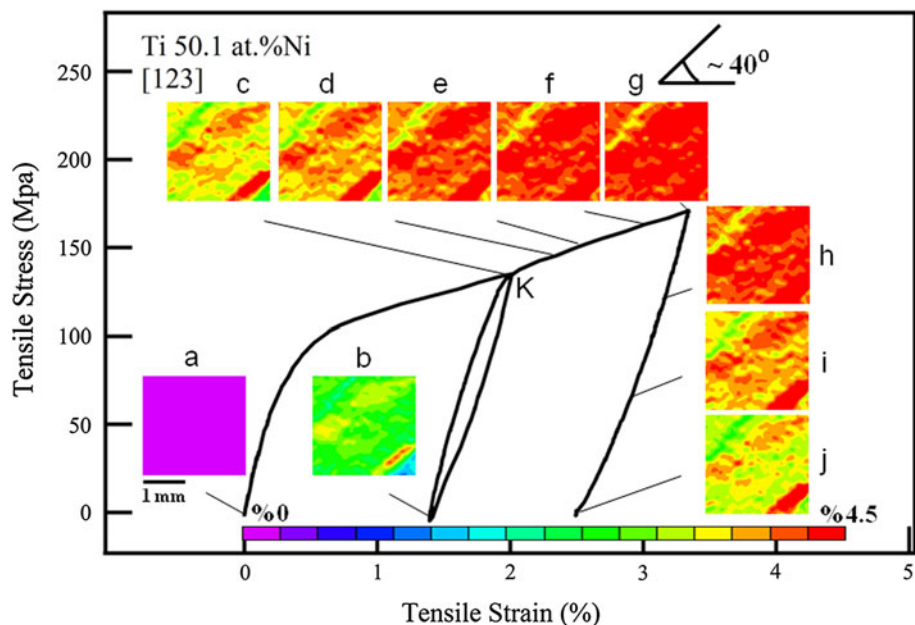 Ti 50.1 at.%Ni
[123]
~ 40°
c d e f g
250
200
150
100
50
0
Tensile Stress (Mpa)
h
i
j
K
a
b
1 mm
%0
%4.5
0 1 2 3 4 5
Tensile Strain (%)